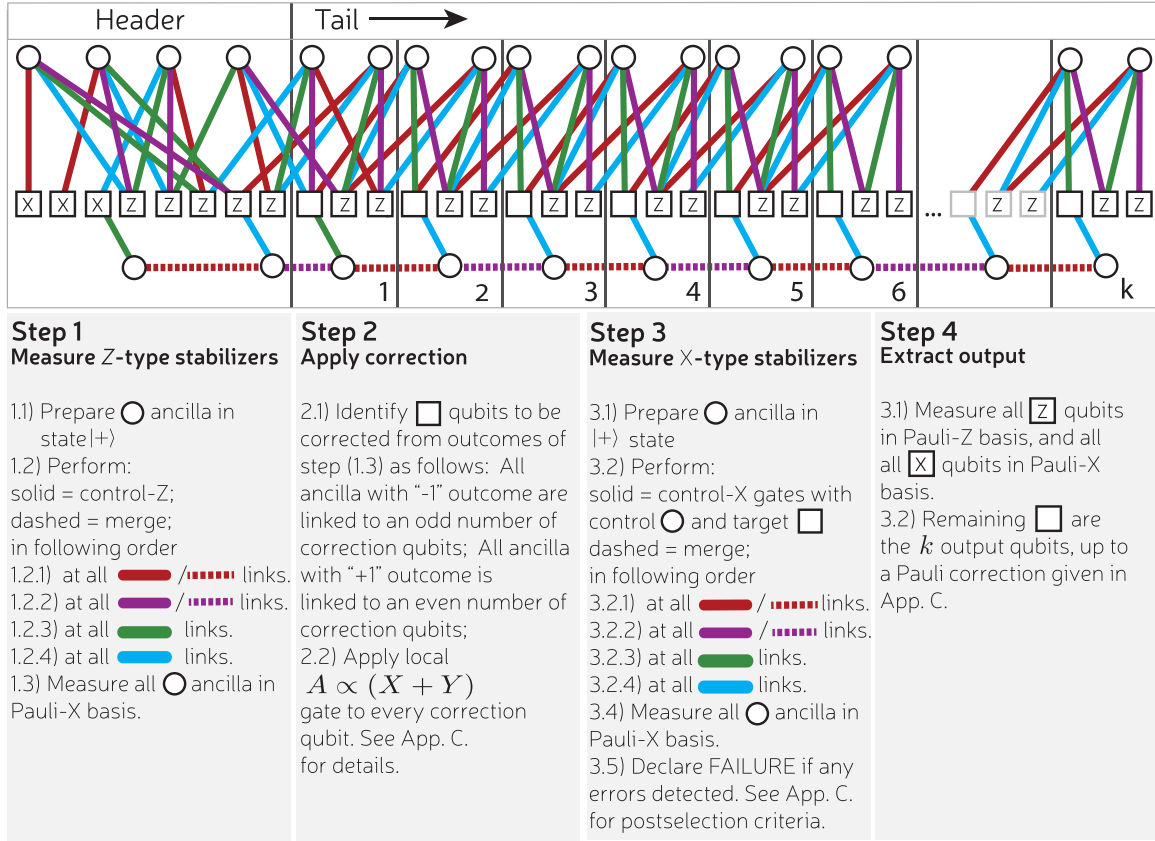 Header
Tail
X X X Z Z Z Z Z Z Z Z Z Z Z Z Z Z Z Z Z Z Z ... Z Z Z Z
1 2 3 4 5 6 k
Step 1
Measure Z-type stabilizers
1.1) Prepare ancilla in
state |+⟩
1.2) Perform:
solid = control-Z;
dashed = merge;
in following order
1.2.1) at all / links.
1.2.2) at all / links.
1.2.3) at all links.
1.2.4) at all links.
1.3) Measure all ancilla in
Pauli-X basis.
Step 2
Apply correction
2.1) Identify qubits to be
corrected from outcomes of
step (1.3) as follows: All
ancilla with “-1” outcome are
linked to an odd number of
correction qubits; All ancilla
with “+1” outcome is
linked to an even number of
correction qubits;
2.2) Apply local
A ∝ (X + Y)
gate to every correction
qubit. See App. C.
for details.
Step 3
Measure X-type stabilizers
3.1) Prepare ancilla in
|+⟩ state
3.2) Perform:
solid = control-X gates with
control and target
dashed = merge;
in following order
3.2.1) at all / links.
3.2.2) at all / links.
3.2.3) at all links.
3.2.4) at all links.
3.4) Measure all ancilla in
Pauli-X basis.
3.5) Declare FAILURE if any
errors detected. See App. C.
for postselection criteria.
Step 4
Extract output
3.1) Measure all Z qubits
in Pauli-Z basis, and all
all X qubits in Pauli-X
basis.
3.2) Remaining are
the k output qubits, up to
a Pauli correction given in
App. C.